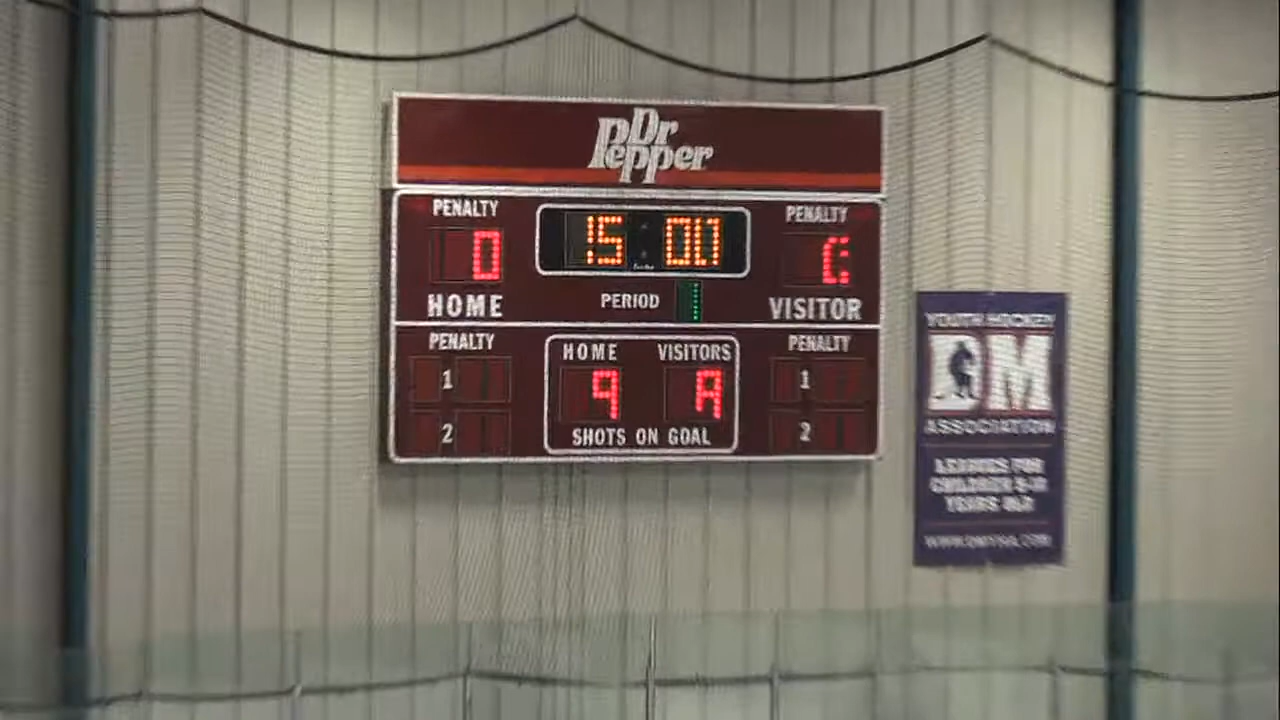 Dr
Pepper
PENALTY
15:00
PENALTY
0
HOME
PERIOD 1
VISITOR
PENALTY
HOME VISITORS
PENALTY
1
9
1
2
SHOTS ON GOAL
2
YOUTH HOCKEY
DM
ASSOCIATION
LEAGUES FOR
CHILDREN
YEARS OLD